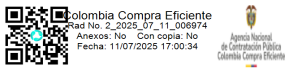 Colombia Compra Eficiente
Rad No. 2_2025_07_11_006974
Anexos: No Con copia: No
Fecha: 11/07/2025 17:00:34
Agencia Nacional
de Contratación Pública
Colombia Compra Eficiente